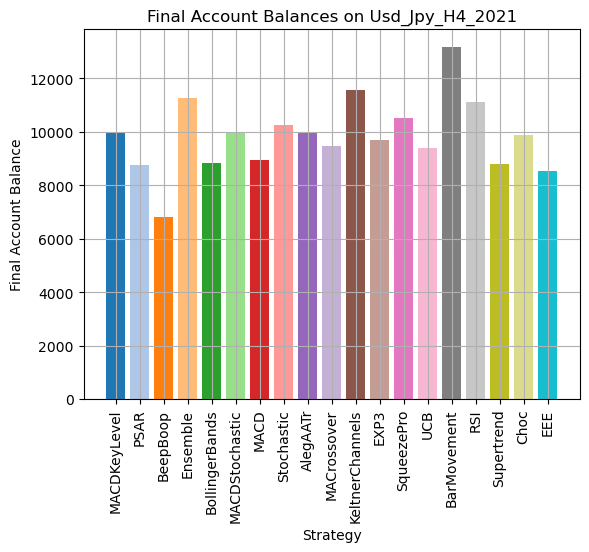 Final Account Balances on Usd_Jpy_H4_2021
Final Account Balance
12000
10000
8000
6000
4000
2000
0
MACDKeyLevel
PSAR
BeepBoop
Ensemble
BollingerBands
MACDStochastic
MACD
Stochastic
AlegAATr
MACrossover
KeltnerChannels
EXP3
SqueezePro
UCB
BarMovement
RSI
Supertrend
Choc
EEE
Strategy